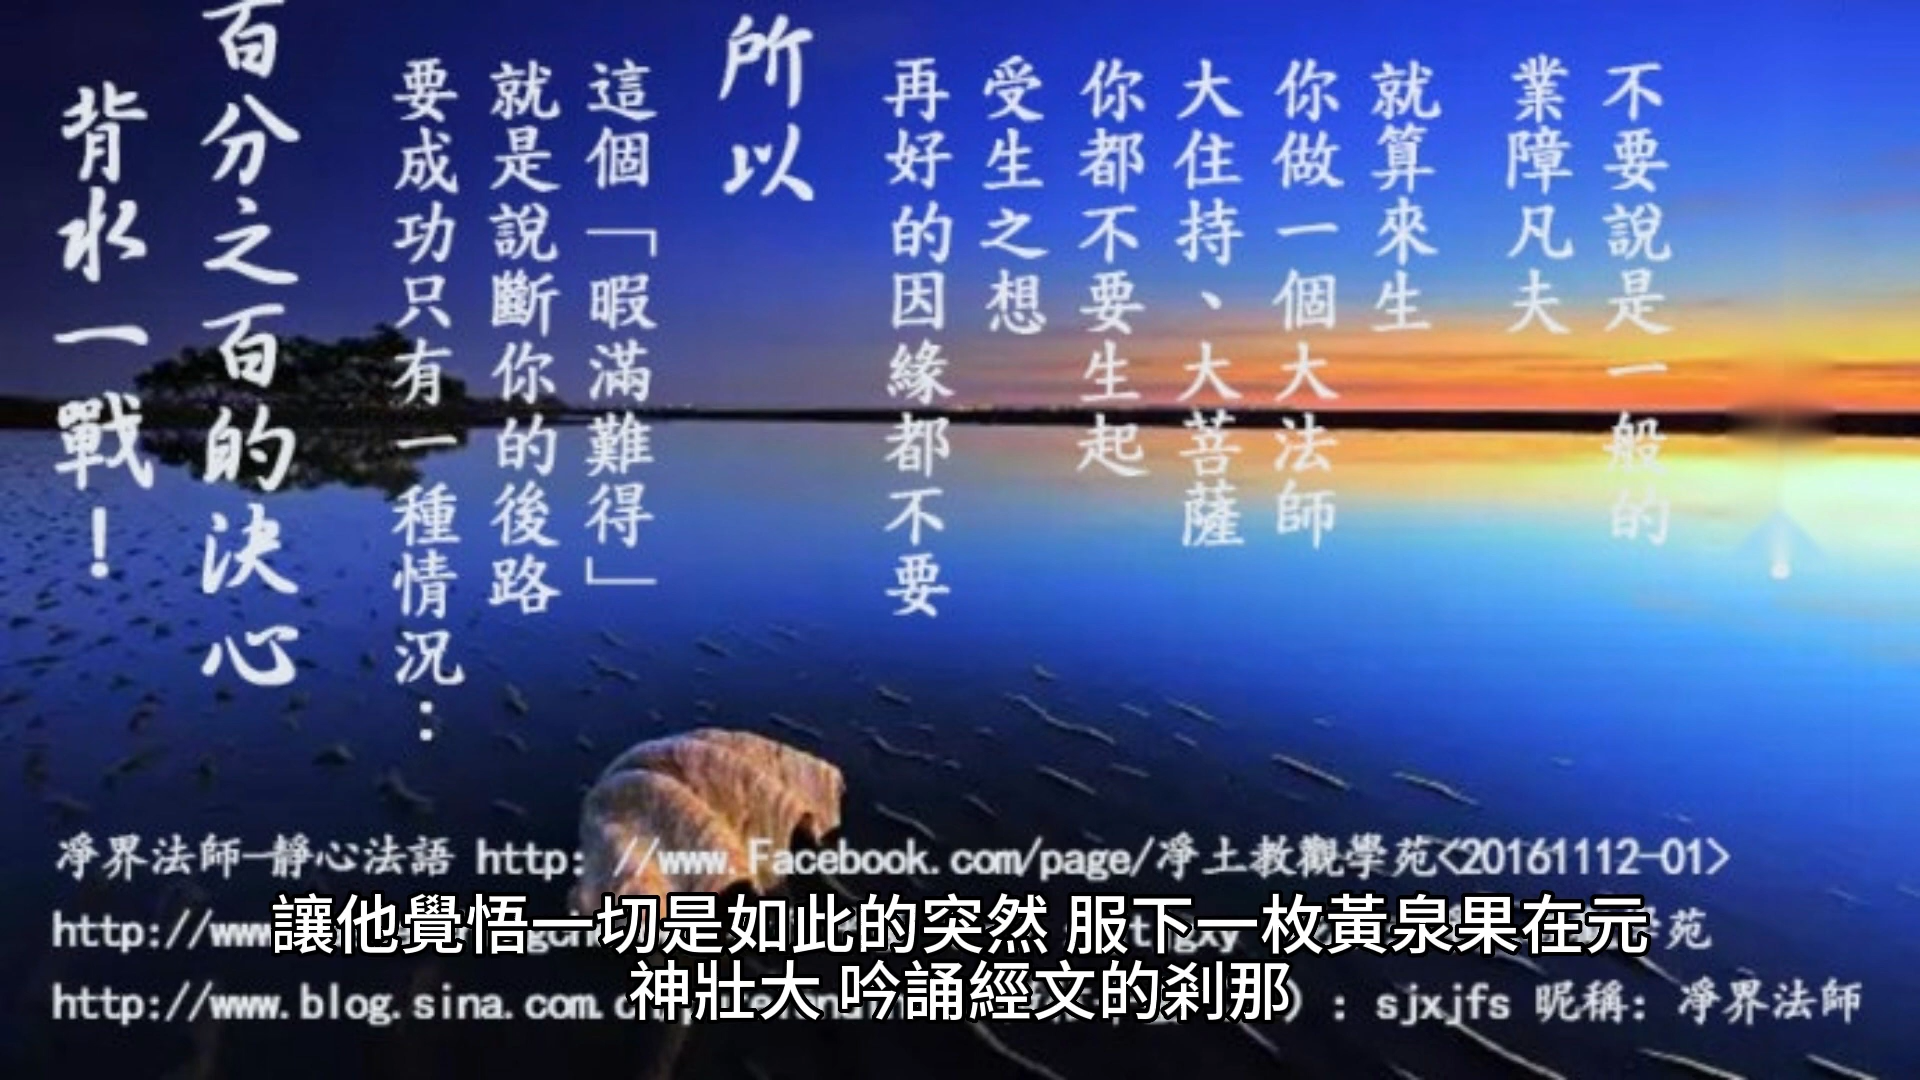 不要說是一般的
業障凡夫
就算來生
你做一個大法師
大住持、大菩薩
你都不要生起
受生之想
再好的因緣都不要
所以
這個「暇滿難得」
就是說斷你的後路
要成功只有一種情況：
百分之百的決心
背水一戰！
淨界法師—靜心法語 http: //www.Facebook.com/page/淨土教觀學苑<20161112-01>
http://www
http://www.blog.sina.com.c
: sjxjfs 昵稱: 淨界法師
讓他覺悟一切是如此的突然 服下一枚黃泉果在元
神壯大 吟誦經文的剎那